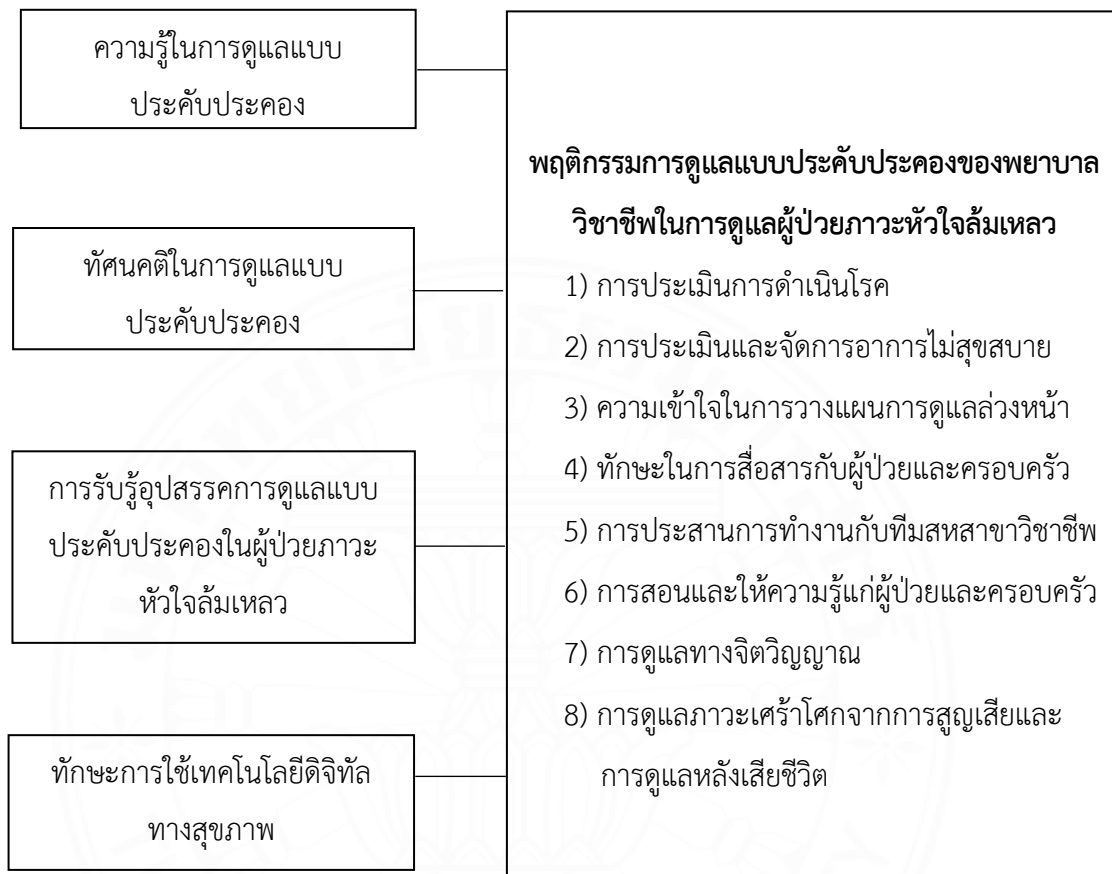 ความรู้ในการดูแลแบบ
ประคับประคอง
ทัศนคติในการดูแลแบบ
ประคับประคอง
การรับรู้อุปสรรคการดูแลแบบ
ประคับประคองในผู้ป่วยภาวะ
หัวใจล้มเหลว
ทักษะการใช้เทคโนโลยีดิจิทัล
ทางสุขภาพ
พฤติกรรมการดูแลแบบประคับประคองของพยาบาล
วิชาชีพในการดูแลผู้ป่วยภาวะหัวใจล้มเหลว
1) การประเมินการดำเนินโรค
2) การประเมินและจัดการอาการไม่สุขสบาย
3) ความเข้าใจในการวางแผนการดูแลล่วงหน้า
4) ทักษะในการสื่อสารกับผู้ป่วยและครอบครัว
5) การประสานการทำงานกับทีมสหสาขาวิชาชีพ
6) การสอนและให้ความรู้แก่ผู้ป่วยและครอบครัว
7) การดูแลทางจิตวิญญาณ
8) การดูแลภาวะเศร้าโศกจากการสูญเสียและ
การดูแลหลังเสียชีวิต